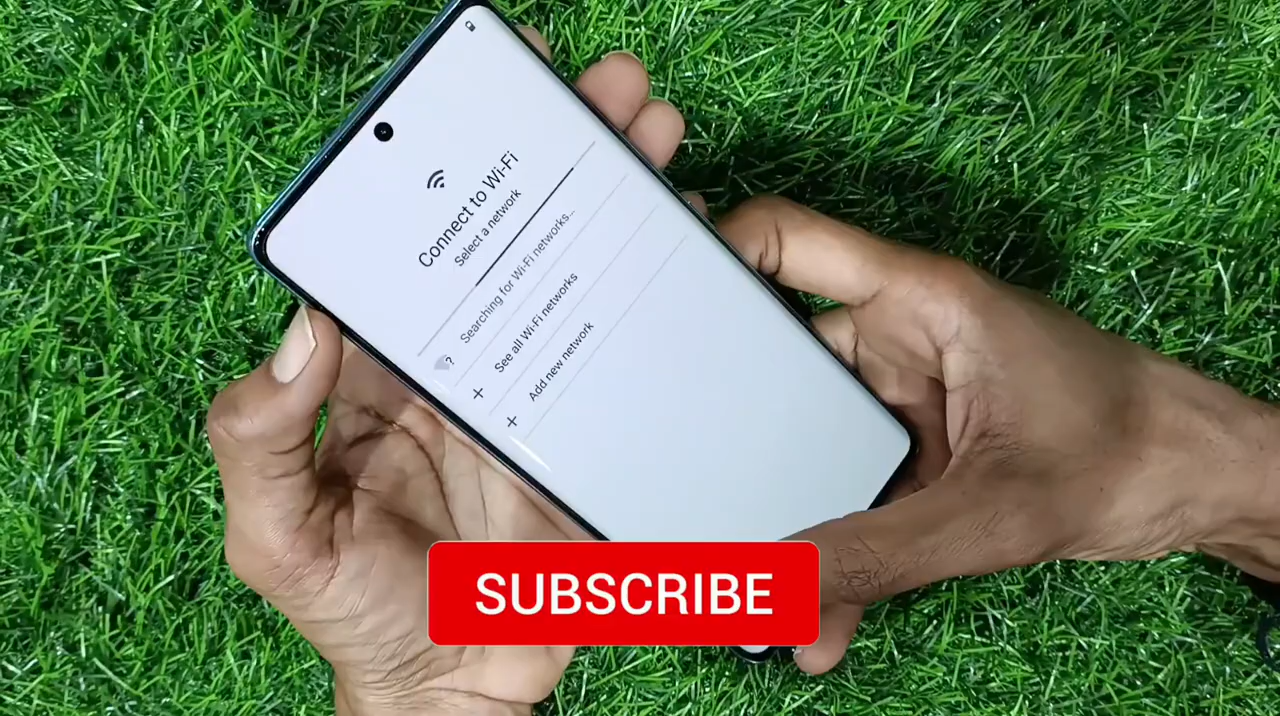 Connect to Wi-Fi
Select a network
Searching for Wi-Fi networks...
?
See all Wi-Fi networks
+
Add new network
+
SUBSCRIBE